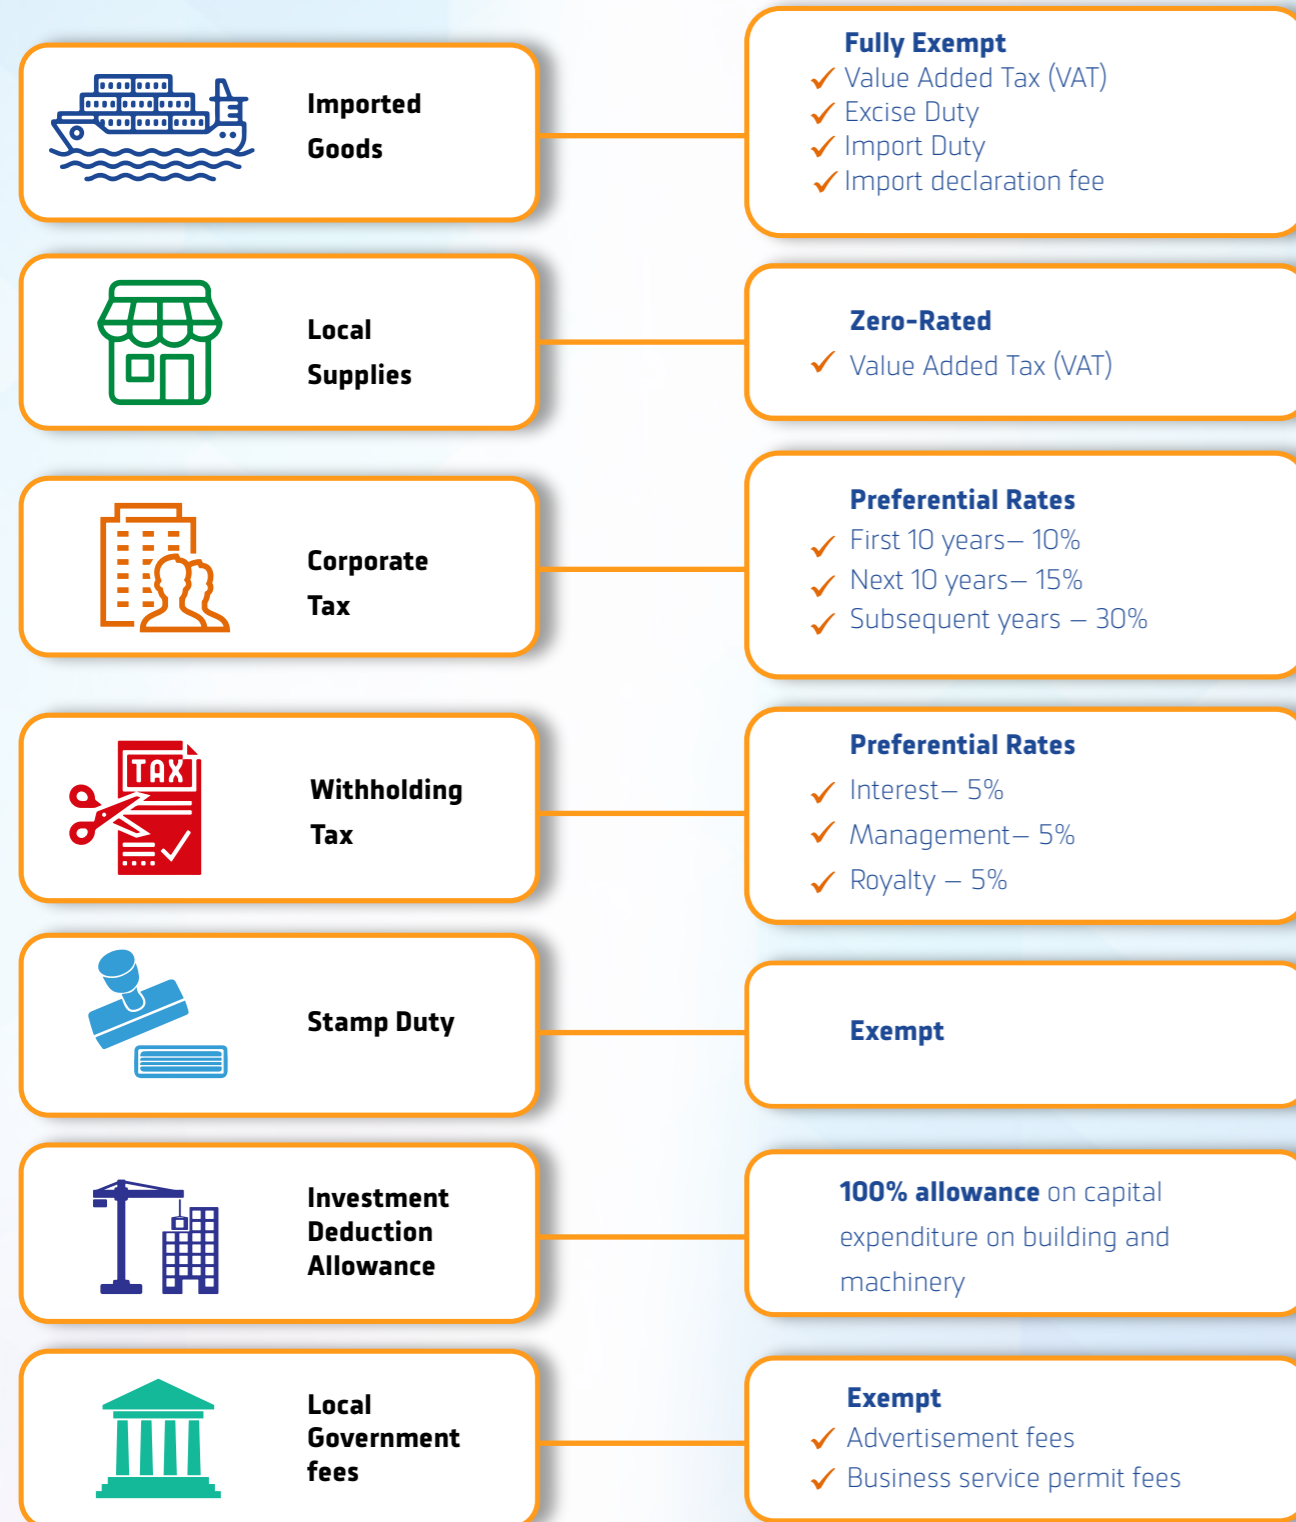 Imported
Goods
Fully Exempt
Value Added Tax (VAT)
Excise Duty
Import Duty
Import declaration fee
Local
Supplies
Zero-Rated
Value Added Tax (VAT)
Corporate
Tax
Preferential Rates
First 10 years– 10%
Next 10 years– 15%
Subsequent years – 30%
TAX
Withholding
Tax
Preferential Rates
Interest– 5%
Management– 5%
Royalty – 5%
Stamp Duty
Exempt
Investment
Deduction
Allowance
100% allowance on capital
expenditure on building and
machinery
Local
Government
fees
Exempt
Advertisement fees
Business service permit fees